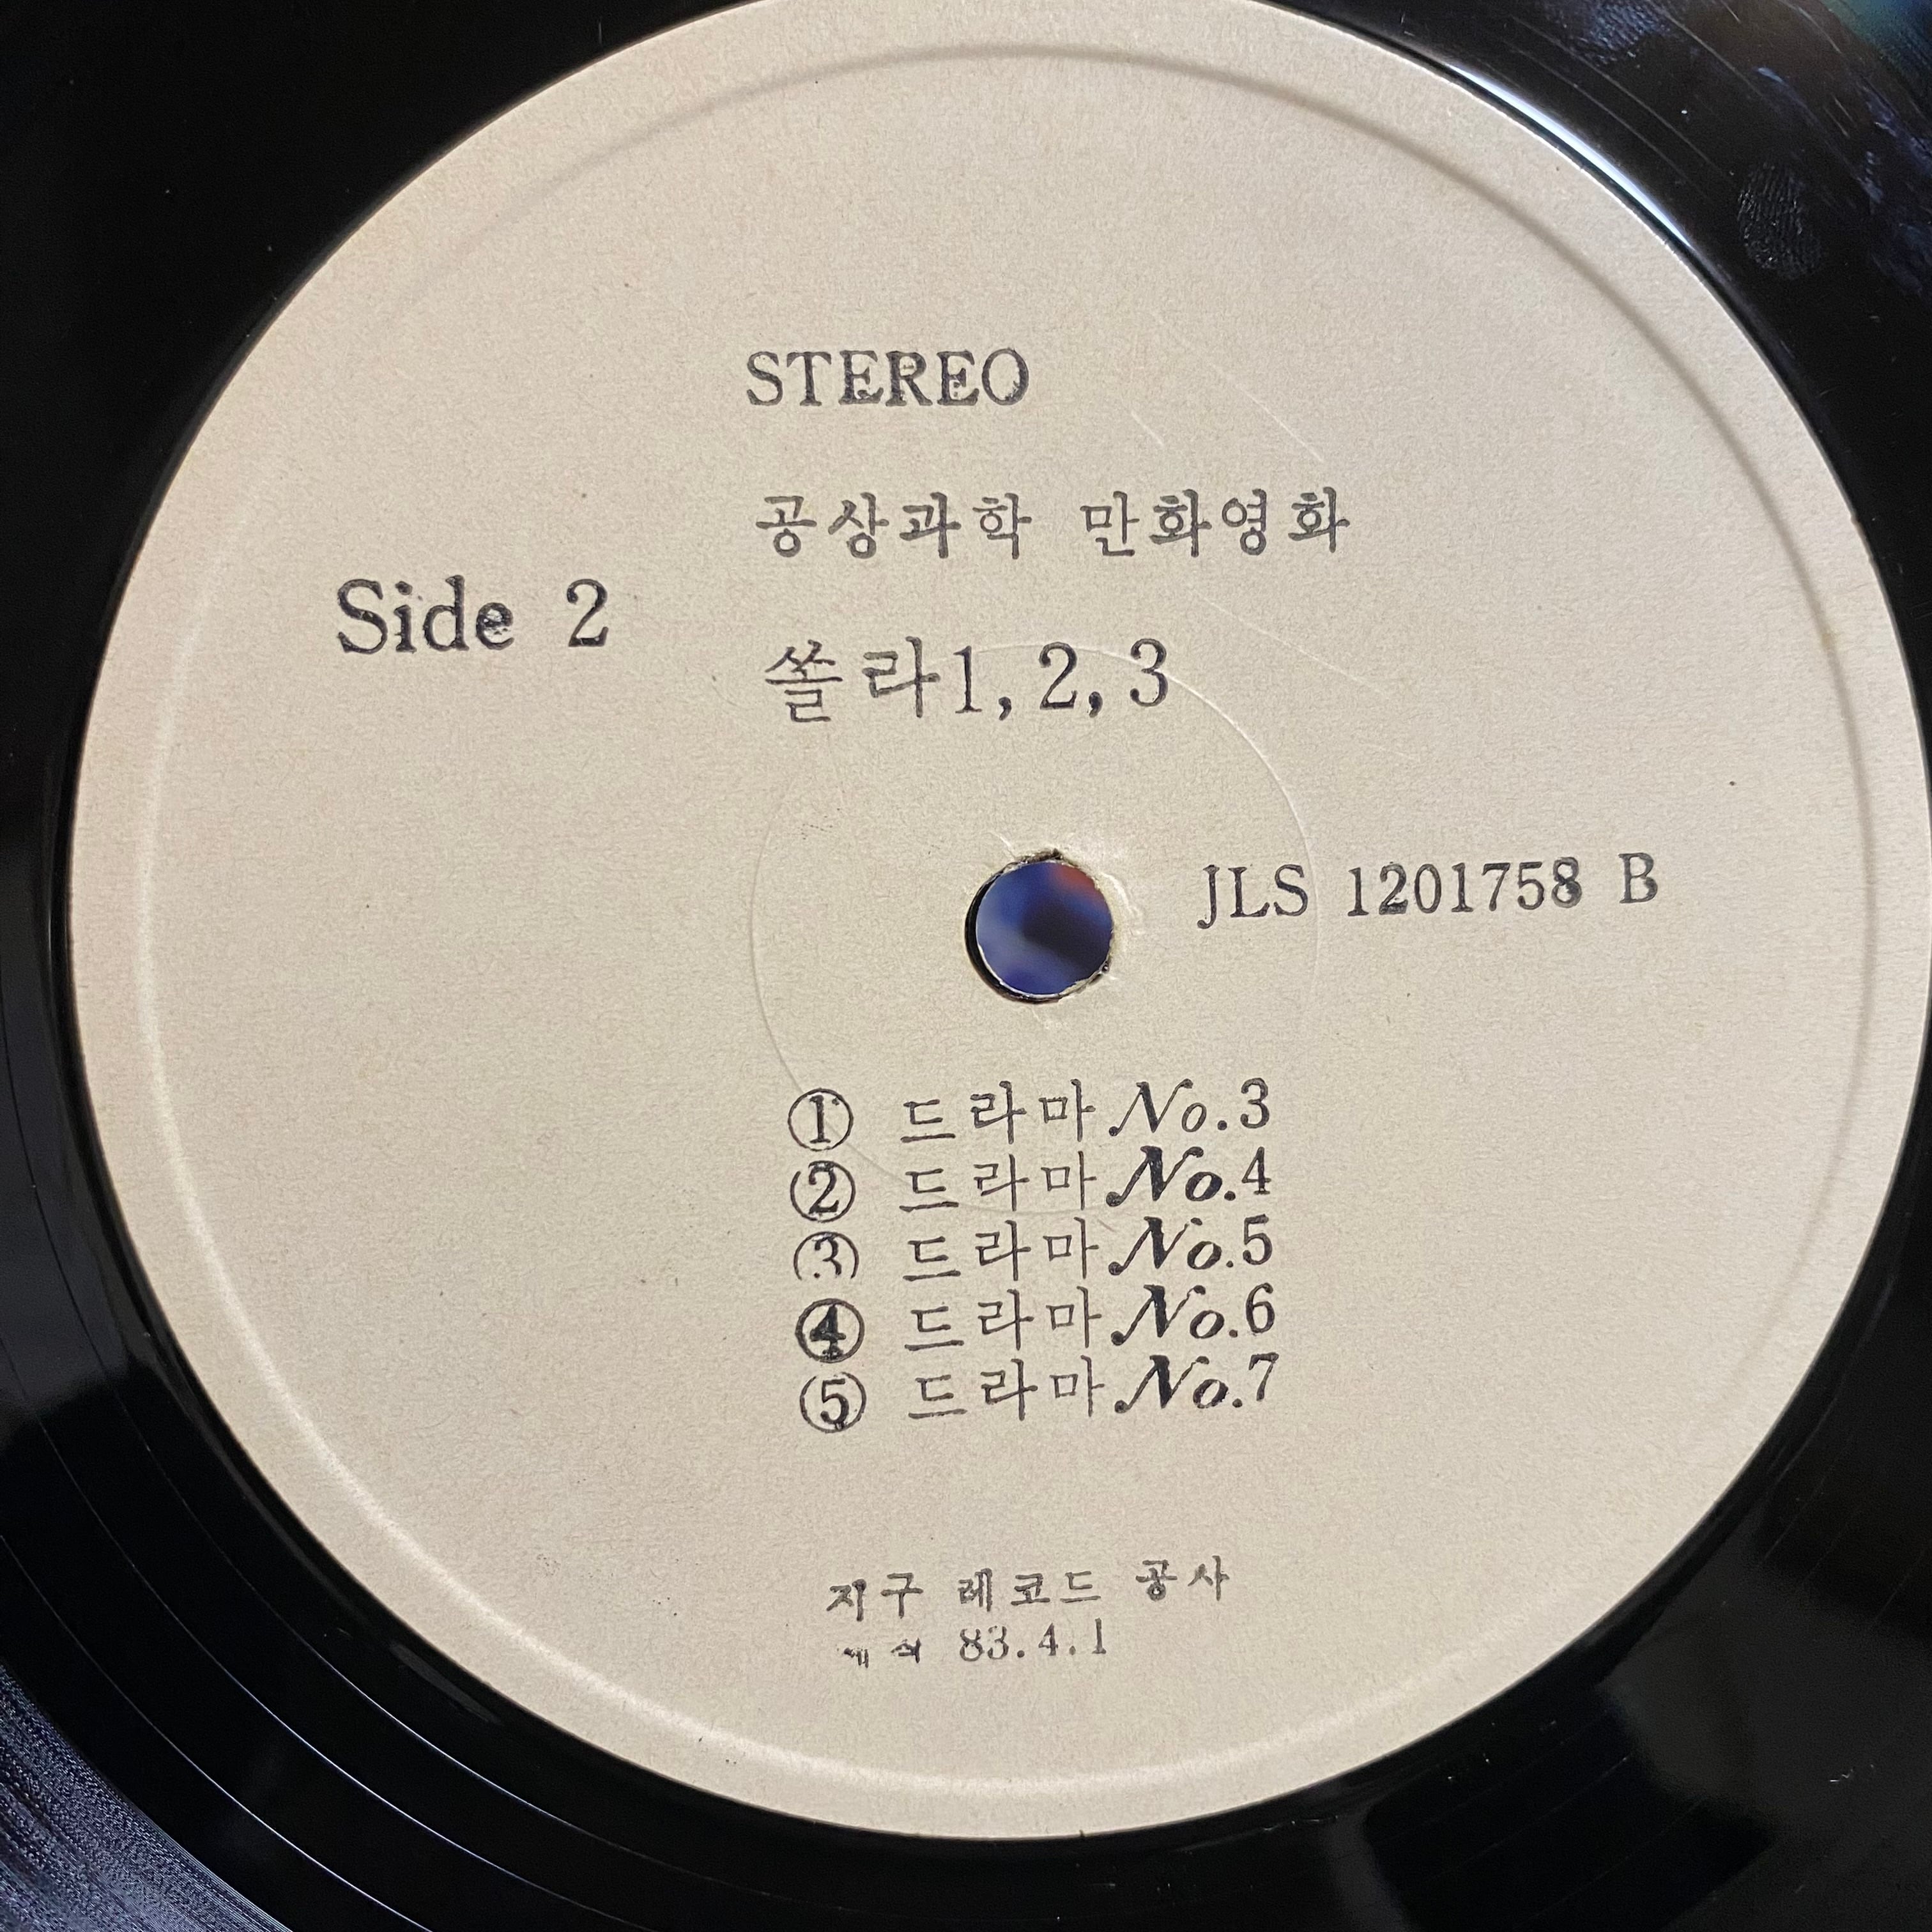 STEREO
공상과학 만화영화
Side 2
쏠라1,2,3
JLS 1201758 B
① 드라마 No.3
② 드라마 No.4
③ 드라마 No.5
④ 드라마 No.6
⑤ 드라마 No.7
지구 레코드 공사
83.4.1